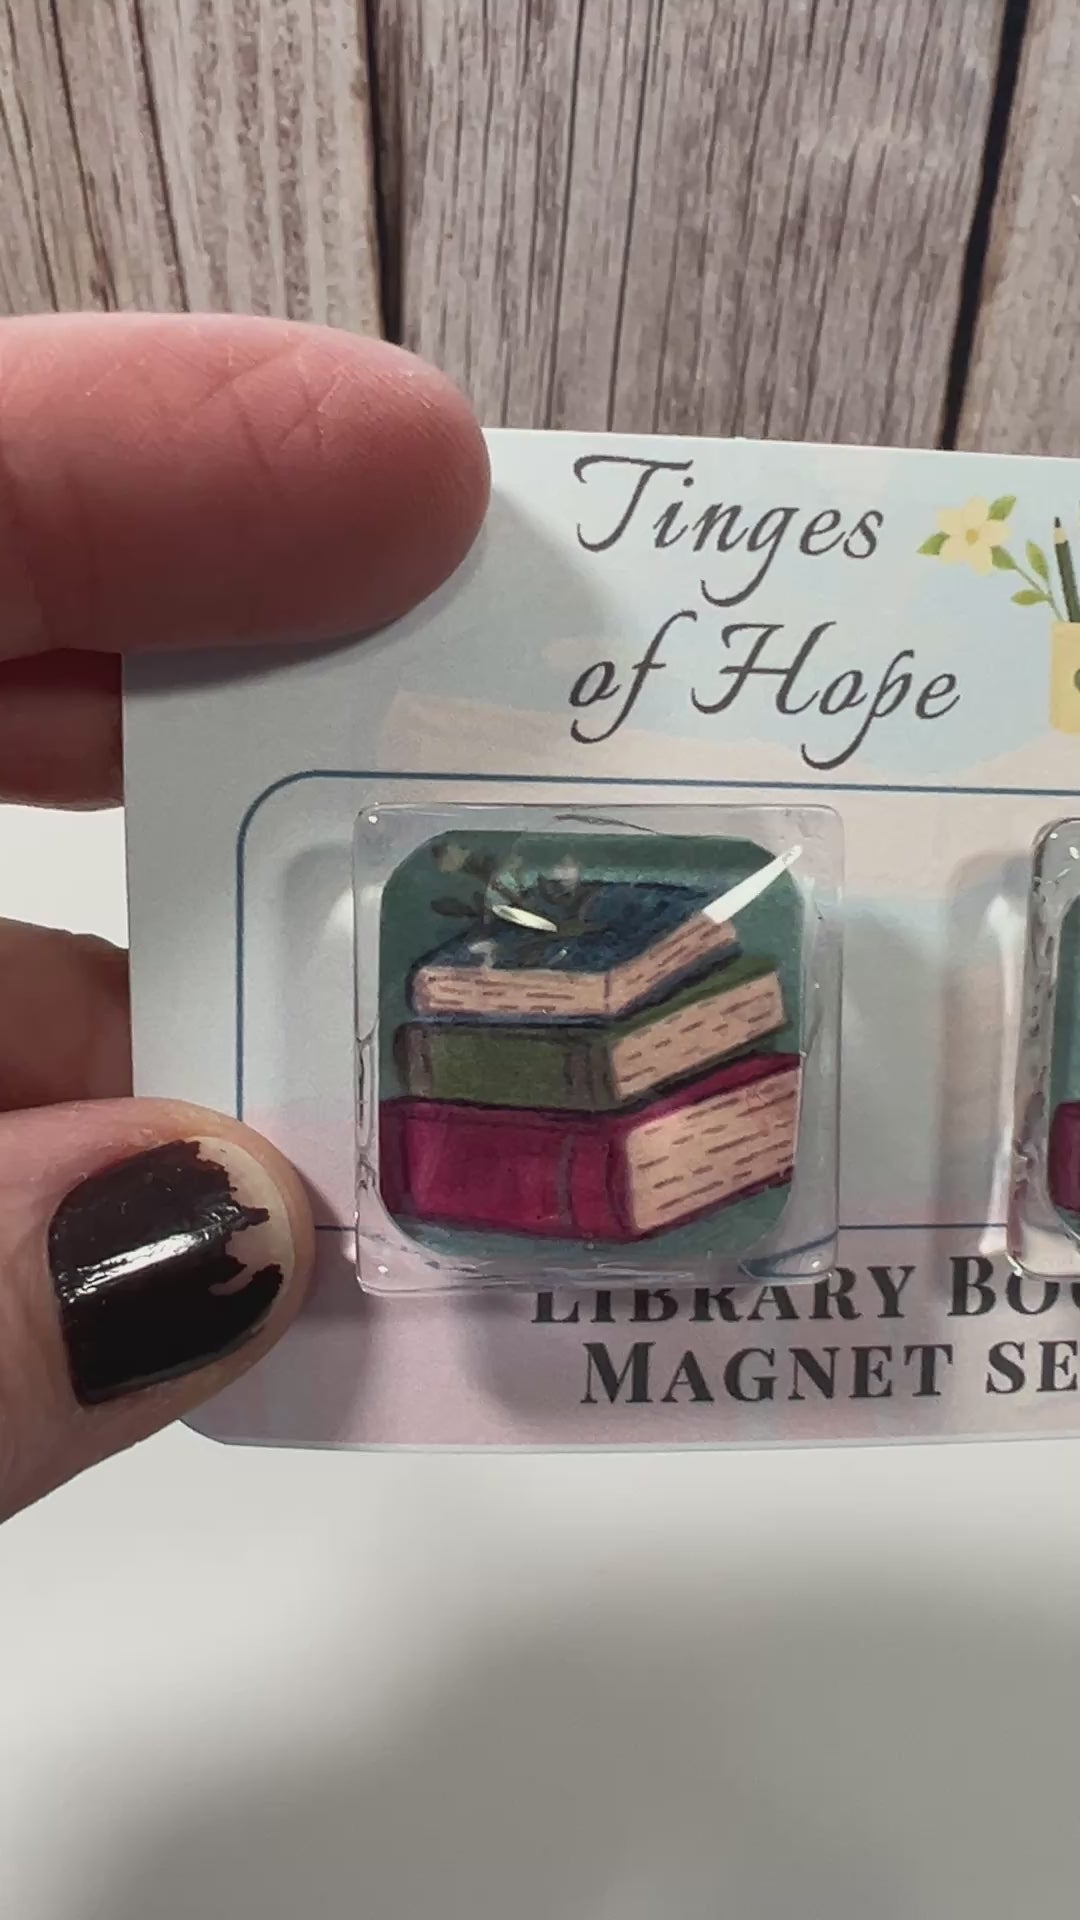 Tinges
of Hope
LIBRARY BO
MAGNET SE